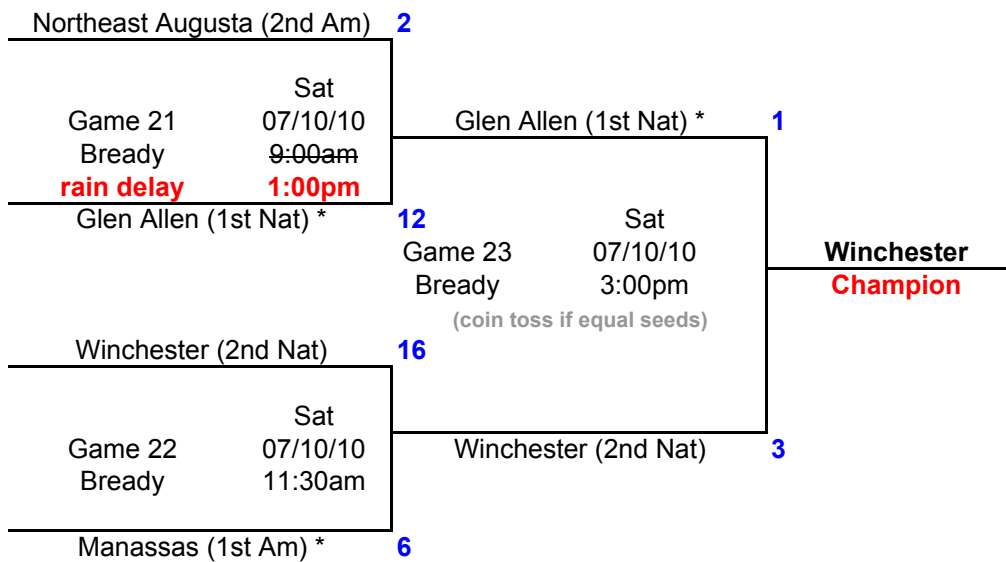 Northeast Augusta (2nd Am) 2
Sat
Game 21 07/10/10
Bready 9:00am
rain delay 1:00pm
Glen Allen (1st Nat) * 12
Glen Allen (1st Nat) * 1
Sat
Game 23 07/10/10
Bready 3:00pm
(coin toss if equal seeds)
Winchester (2nd Nat) 16
Sat
Game 22 07/10/10
Bready 11:30am
Manassas (1st Am) * 6
Winchester (2nd Nat) 3
Winchester
Champion